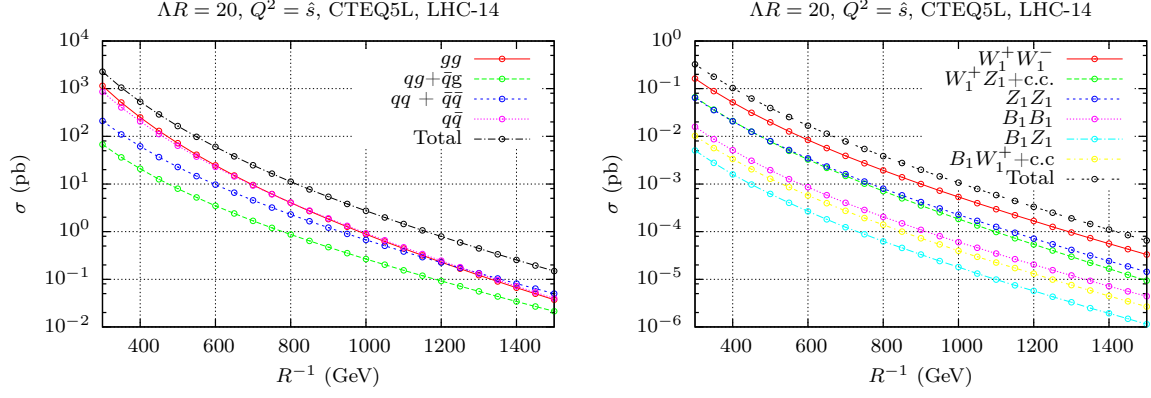 ΛR = 20, Q² = ŝ, CTEQ5L, LHC-14
σ (pb)
10⁴
10³
10²
10¹
10⁰
10⁻¹
10⁻²
gg
qg+q̄g
qq + q̄q̄
qq̄
Total
400 600 800 1000 1200 1400
R⁻¹ (GeV)
ΛR = 20, Q² = ŝ, CTEQ5L, LHC-14
σ (pb)
10⁰
10⁻¹
10⁻²
10⁻³
10⁻⁴
10⁻⁵
10⁻⁶
W₁⁺W₁⁻
W₁⁺Z₁+c.c.
Z₁Z₁
B₁B₁
B₁Z₁
B₁W₁⁺+c.c
Total
400 600 800 1000 1200 1400
R⁻¹ (GeV)